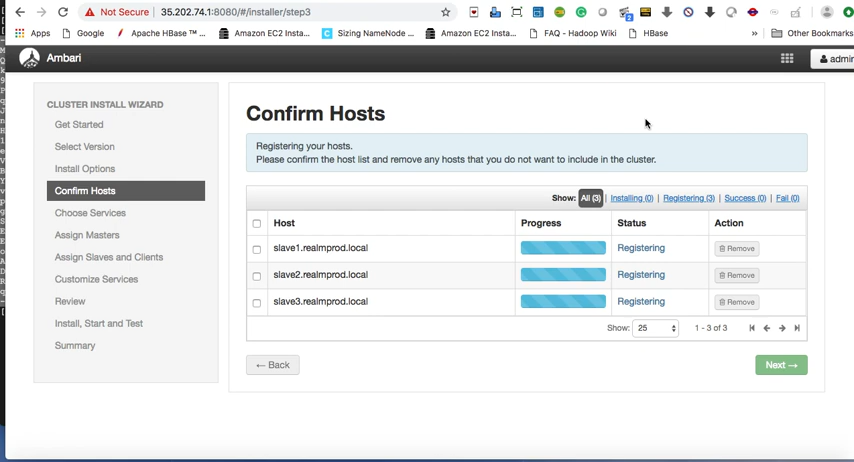 Not Secure | 35.202.74.1:8080/#/installer/step3
Apps Google Apache HBase ™ ... Amazon EC2 Insta... Sizing NameNode ... Amazon EC2 Insta... FAQ - Hadoop Wiki HBase » Other Bookmarks
Ambari admin
CLUSTER INSTALL WIZARD
Get Started
Select Version
Install Options
Confirm Hosts
Choose Services
Assign Masters
Assign Slaves and Clients
Customize Services
Review
Install, Start and Test
Summary
Confirm Hosts
Registering your hosts.
Please confirm the host list and remove any hosts that you do not want to include in the cluster.
Show: All (3) | Installing (0) | Registering (3) | Success (0) | Fail (0)
Host Progress Status Action
slave1.realmprod.local Registering Remove
slave2.realmprod.local Registering Remove
slave3.realmprod.local Registering Remove
Show: 25 1 - 3 of 3
← Back Next →